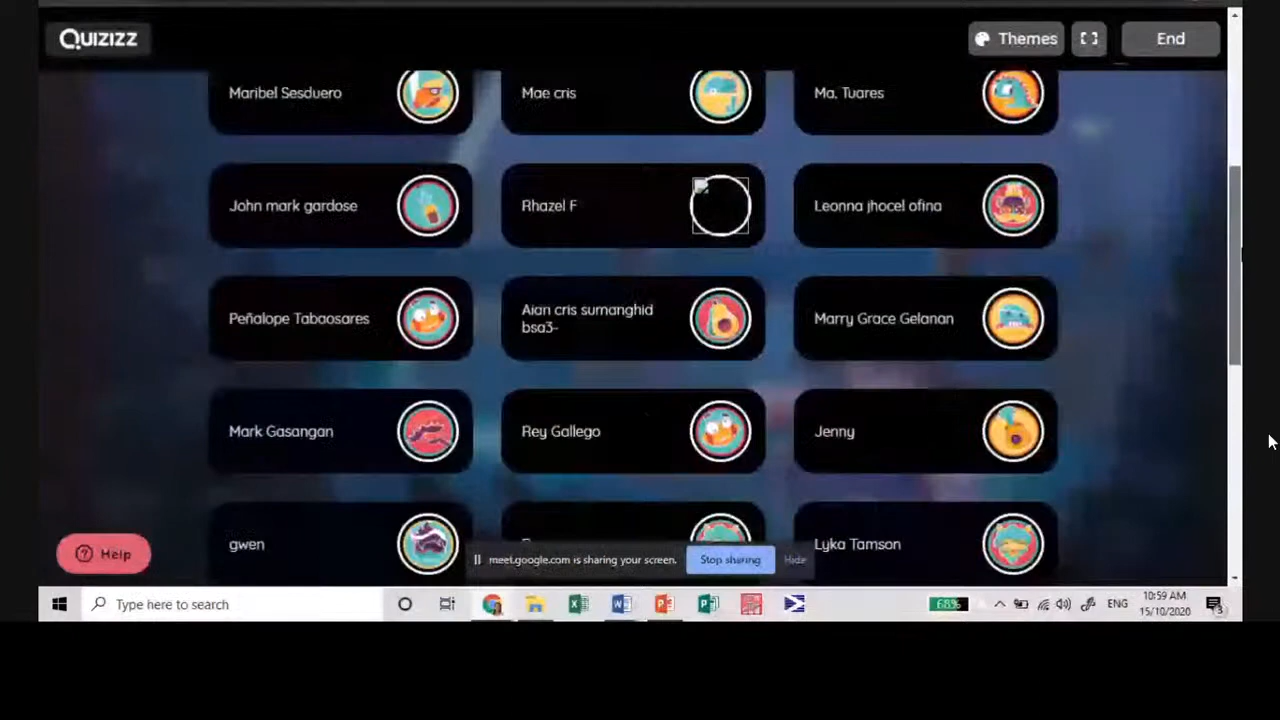 Quizizz
Themes
End
Maribel Sesduero
Mae cris
Ma. Tuares
John mark gardose
Rhazel F
Leonna jhocel ofina
Peñalope Tabaosares
Aian cris sumanghid
bsa3-
Marry Grace Gelanan
Mark Gasangan
Rey Gallego
Jenny
gwen
Lyka Tamson
Help
meet.google.com is sharing your screen.
Stop sharing
Hide
Type here to search
68%
ENG
10:59 AM
15/10/2020
3